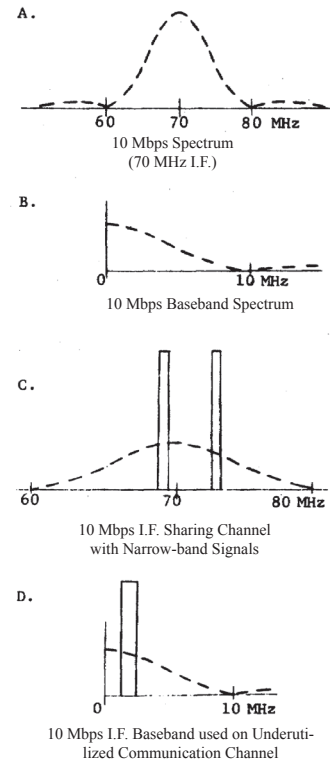 A.
60 70 80 MHz
10 Mbps Spectrum
(70 MHz I.F.)
B.
0 10 MHz
10 Mbps Baseband Spectrum
C.
60 70 80 MHz
10 Mbps I.F. Sharing Channel
with Narrow-band Signals
D.
0 10 MHz
10 Mbps I.F. Baseband used on Underuti-
lized Communication Channel